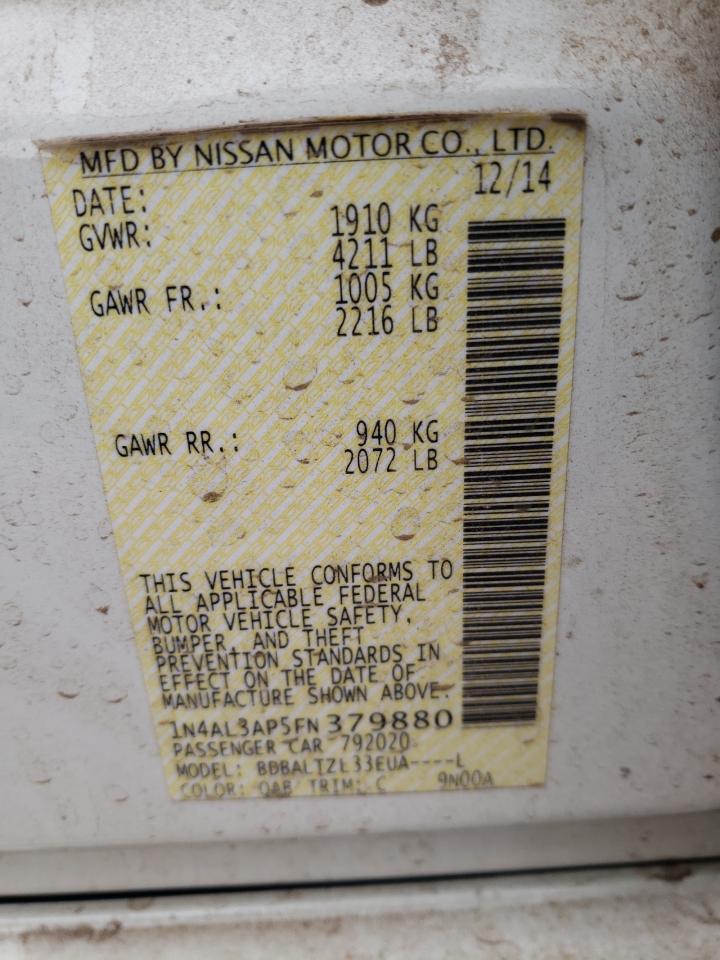 MFD BY NISSAN MOTOR CO., LTD.
DATE: 12/14
GVWR: 1910 KG
4211 LB
GAWR FR.: 1005 KG
2216 LB
GAWR RR.: 940 KG
2072 LB
THIS VEHICLE CONFORMS TO
ALL APPLICABLE FEDERAL
MOTOR VEHICLE SAFETY,
BUMPER, AND THEFT
PREVENTION STANDARDS IN
EFFECT ON THE DATE OF
MANUFACTURE SHOWN ABOVE.
1N4AL3AP5FN379880
PASSENGER CAR 792020
MODEL: BDBALTZL33EUA----L
COLOR: QAB TRIM: C 9N00A